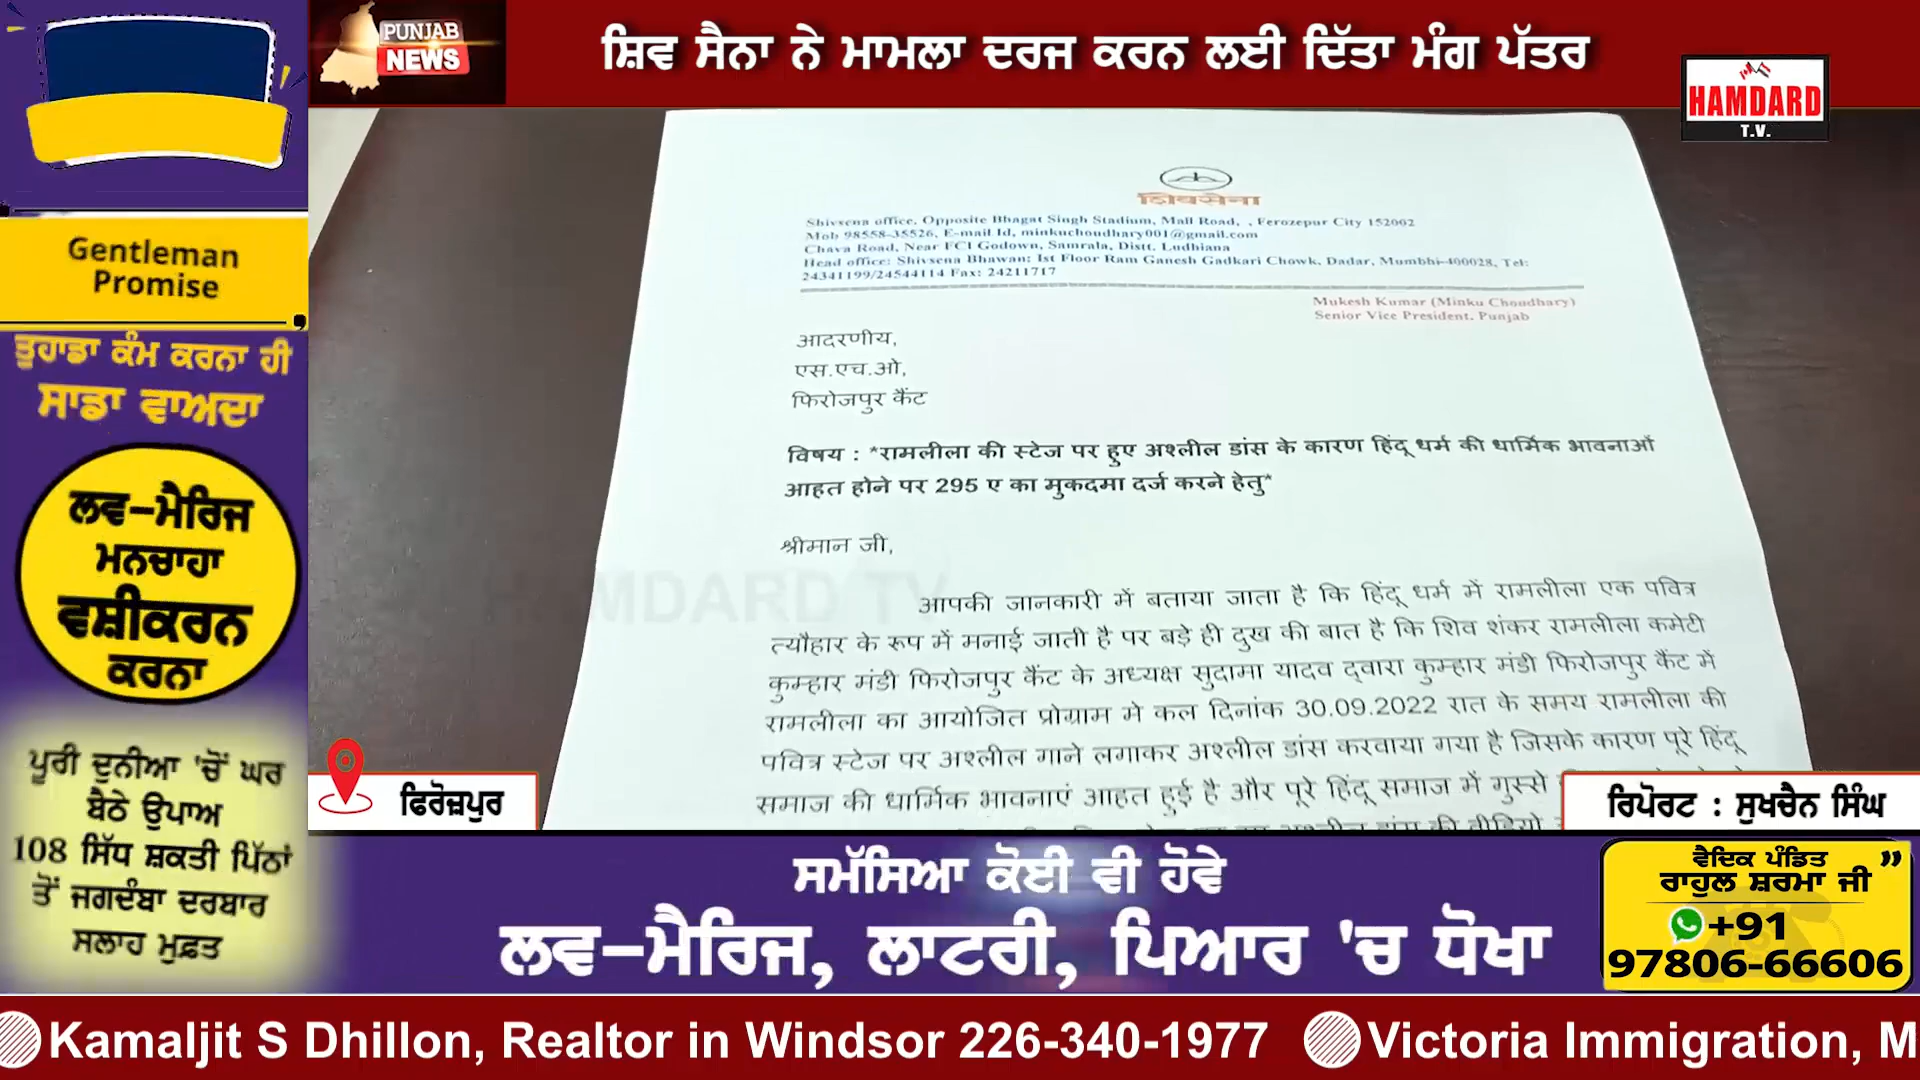 PUNJAB
NEWS
ਸ਼ਿਵ ਸੈਨਾ ਨੇ ਮਾਮਲਾ ਦਰਜ ਕਰਨ ਲਈ ਦਿੱਤਾ ਮੰਗ ਪੱਤਰ
HAMDARD
T.V.
Gentleman
Promise
ਤੁਹਾਡਾ ਕੰਮ ਕਰਨਾ ਹੀ
ਸਾਡਾ ਵਾਅਦਾ
ਲਵ-ਮੈਰਿਜ
ਮਨਚਾਹਾ
ਵਸ਼ੀਕਰਨ
ਕਰਨਾ
ਪੂਰੀ ਦੁਨੀਆ 'ਚੋਂ ਘਰ
ਬੈਠੇ ਉਪਾਅ
108 ਸਿੱਧ ਸ਼ਕਤੀ ਪਿੱਠਾਂ
ਤੋਂ ਜਗਦੰਬਾ ਦਰਬਾਰ
ਸਲਾਹ ਮੁਫ਼ਤ
शिवसेना
Shivsena office, Opposite Bhagat Singh Stadium, Mall Road, , Ferozepur City 152002
Mob 98558-35526, E-mail Id, minkuchoudhary001@gmail.com
Chava Road, Near FCI Godown, Samrala, Distt. Ludhiana
Head office: Shivsena Bhawan: Ist Floor Ram Ganesh Gadkari Chowk, Dadar, Mumbhi-400028, Tel:
24341199/24544114 Fax: 24211717
Mukesh Kumar (Minku Choudhary)
Senior Vice President. Punjab
आदरणीय,
एस.एच.ओ,
फिरोजपुर कैंट
विषय : *रामलीला की स्टेज पर हुए अश्लील डांस के कारण हिंदू धर्म की धार्मिक भावनाओं
आहत होने पर 295 ए का मुकदमा दर्ज करने हेतु*
श्रीमान जी,
आपकी जानकारी में बताया जाता है कि हिंदू धर्म में रामलीला एक पवित्र
त्यौहार के रूप में मनाई जाती है पर बड़े ही दुख की बात है कि शिव शंकर रामलीला कमेटी
कुम्हार मंडी फिरोजपुर कैंट के अध्यक्ष सुदामा यादव द्वारा कुम्हार मंडी फिरोजपुर कैंट में
रामलीला का आयोजित प्रोग्राम मे कल दिनांक 30.09.2022 रात के समय रामलीला की
पवित्र स्टेज पर अश्लील गाने लगाकर अश्लील डांस करवाया गया है जिसके कारण पूरे हिंदू
समाज की धार्मिक भावनाएं आहत हुई है और पूरे हिंदू समाज में गुस्से
अश्लील डांस की वीडियो
HAMDARD TV
ਫਿਰੋਜ਼ਪੁਰ
ਰਿਪੋਰਟ : ਸੁਖਚੈਨ ਸਿੰਘ
ਸਮੱਸਿਆ ਕੋਈ ਵੀ ਹੋਵੇ
ਲਵ-ਮੈਰਿਜ, ਲਾਟਰੀ, ਪਿਆਰ 'ਚ ਧੋਖਾ
ਵੈਦਿਕ ਪੰਡਿਤ
ਰਾਹੁਲ ਸ਼ਰਮਾ ਜੀ
+91
97806-66606
Kamaljit S Dhillon, Realtor in Windsor 226-340-1977 Victoria Immigration, M